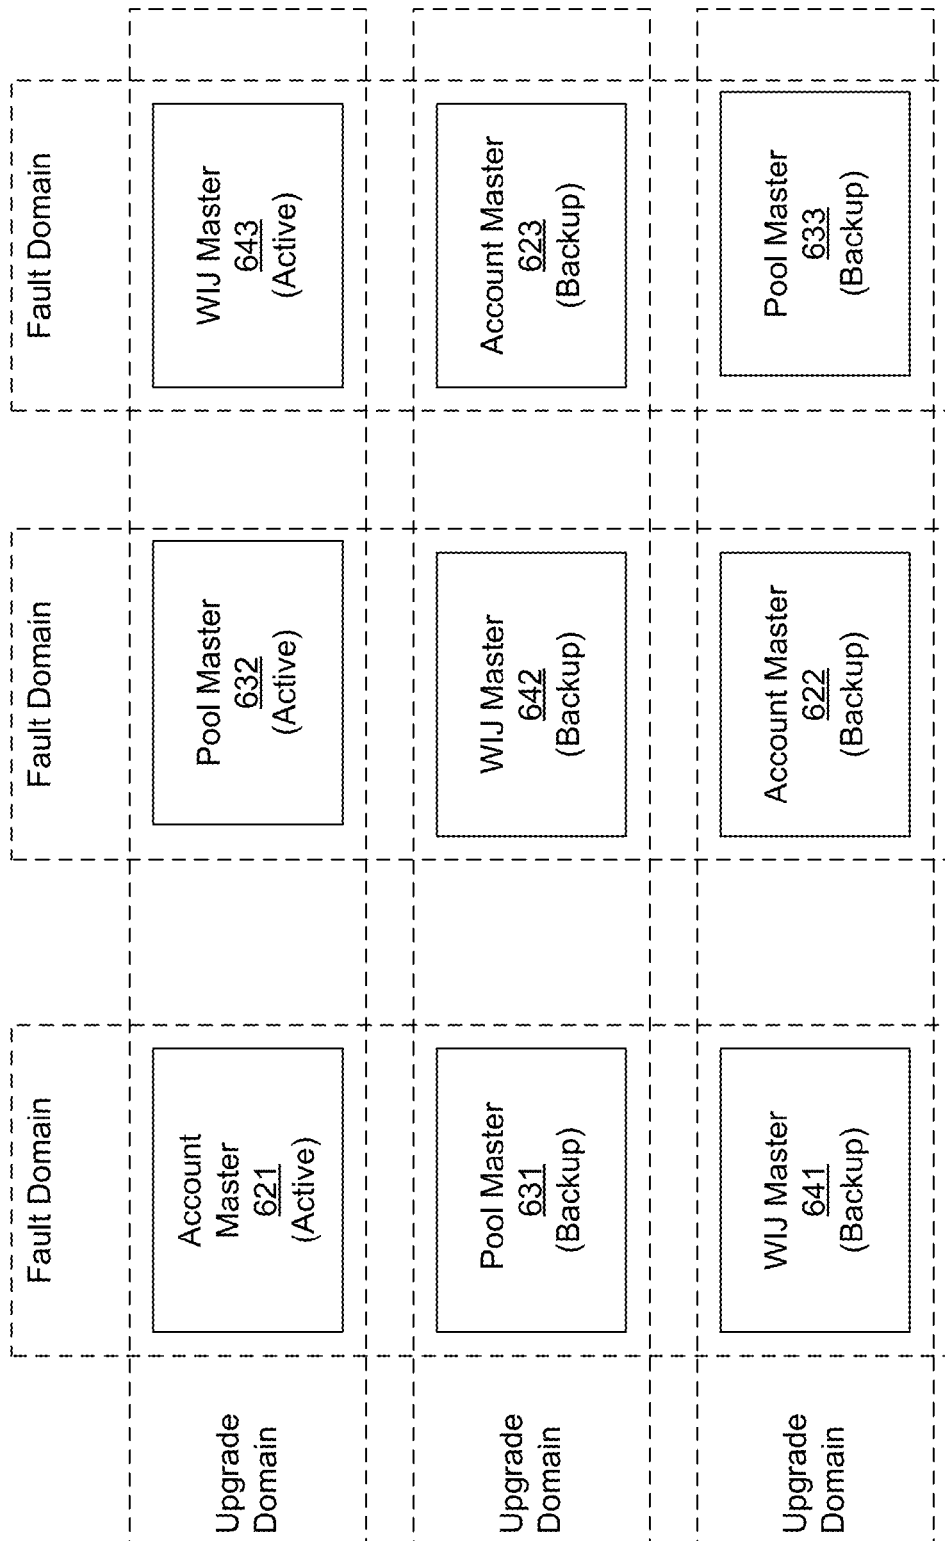 Fault Domain
Fault Domain
Fault Domain
Upgrade
Domain
Account
Master
621
(Active)
Pool Master
632
(Active)
WIJ Master
643
(Active)
Upgrade
Domain
Pool Master
631
(Backup)
WIJ Master
642
(Backup)
Account Master
623
(Backup)
Upgrade
Domain
WIJ Master
641
(Backup)
Account Master
622
(Backup)
Pool Master
633
(Backup)